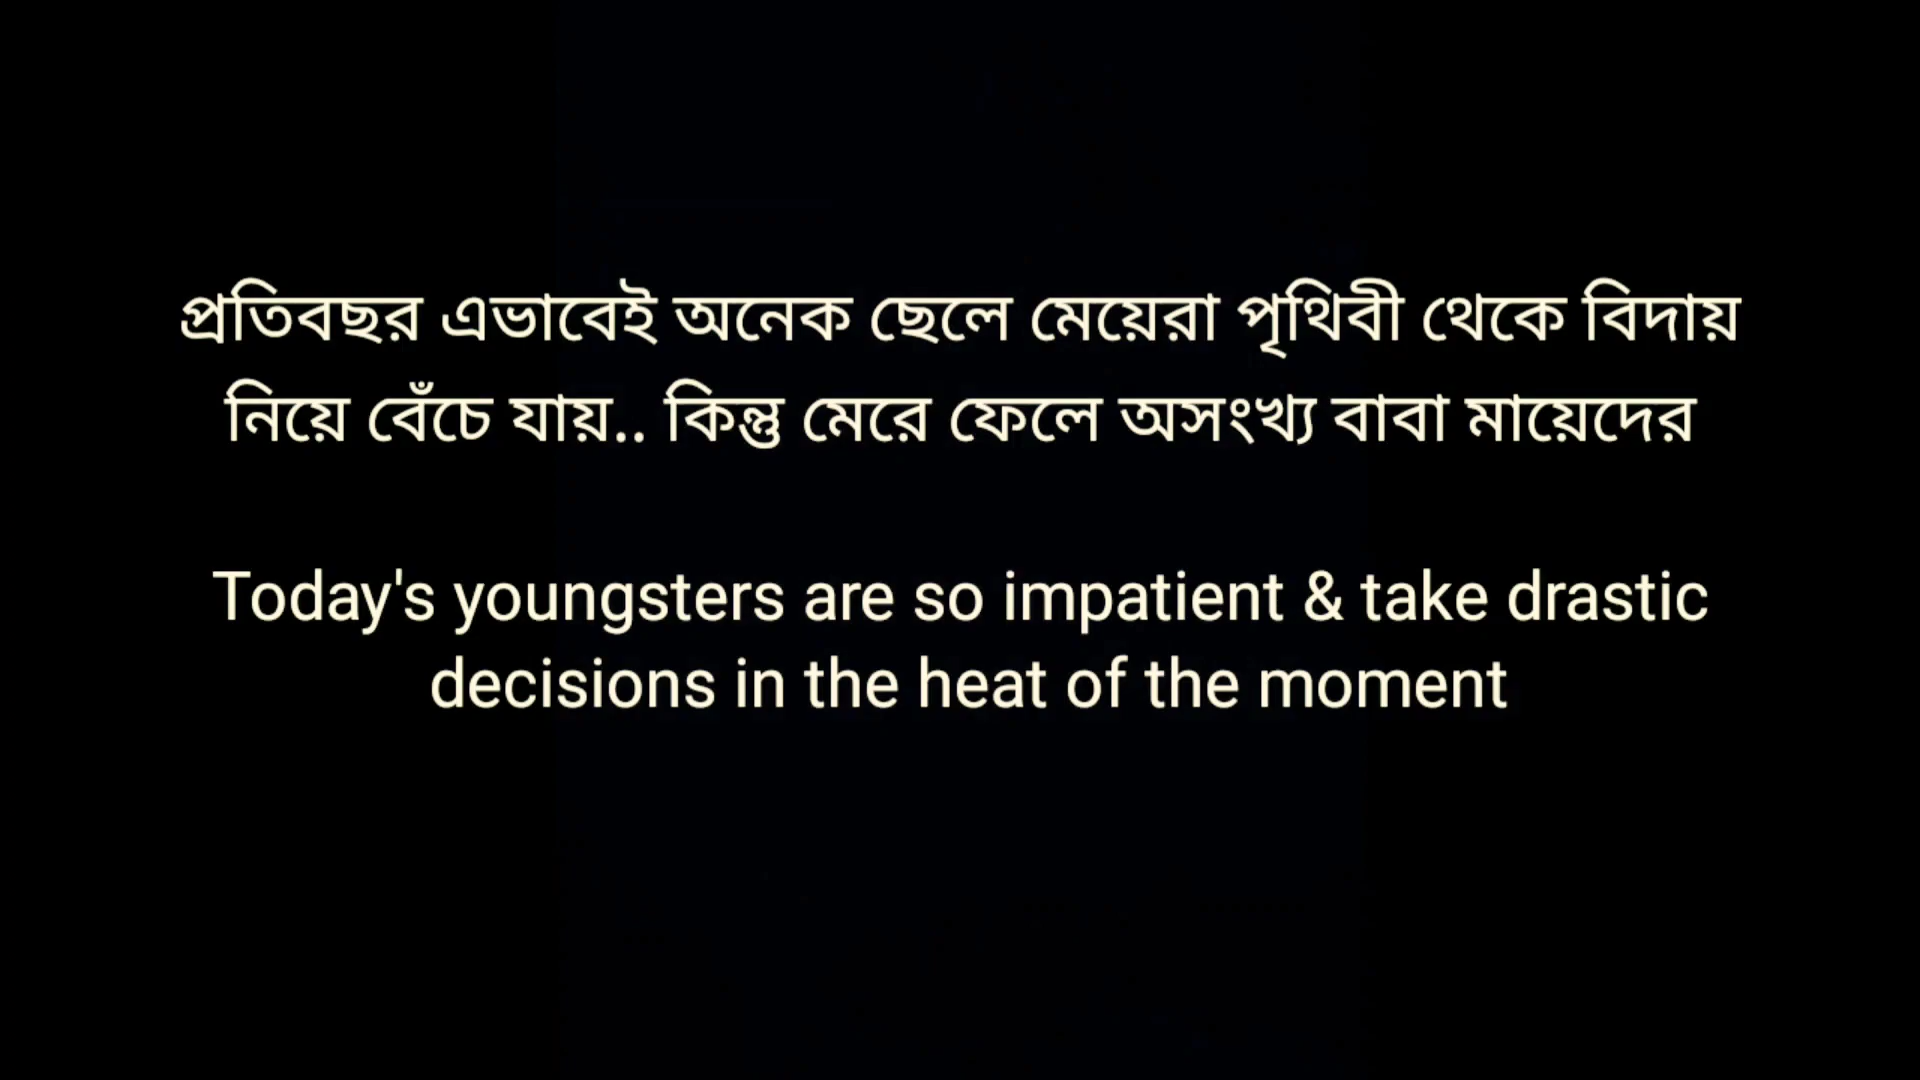 প্রতিবছর এভাবেই অনেক ছেলে মেয়েরা পৃথিবী থেকে বিদায়
নিয়ে বেঁচে যায়.. কিন্তু মেরে ফেলে অসংখ্য বাবা মায়েদের
Today's youngsters are so impatient & take drastic
decisions in the heat of the moment